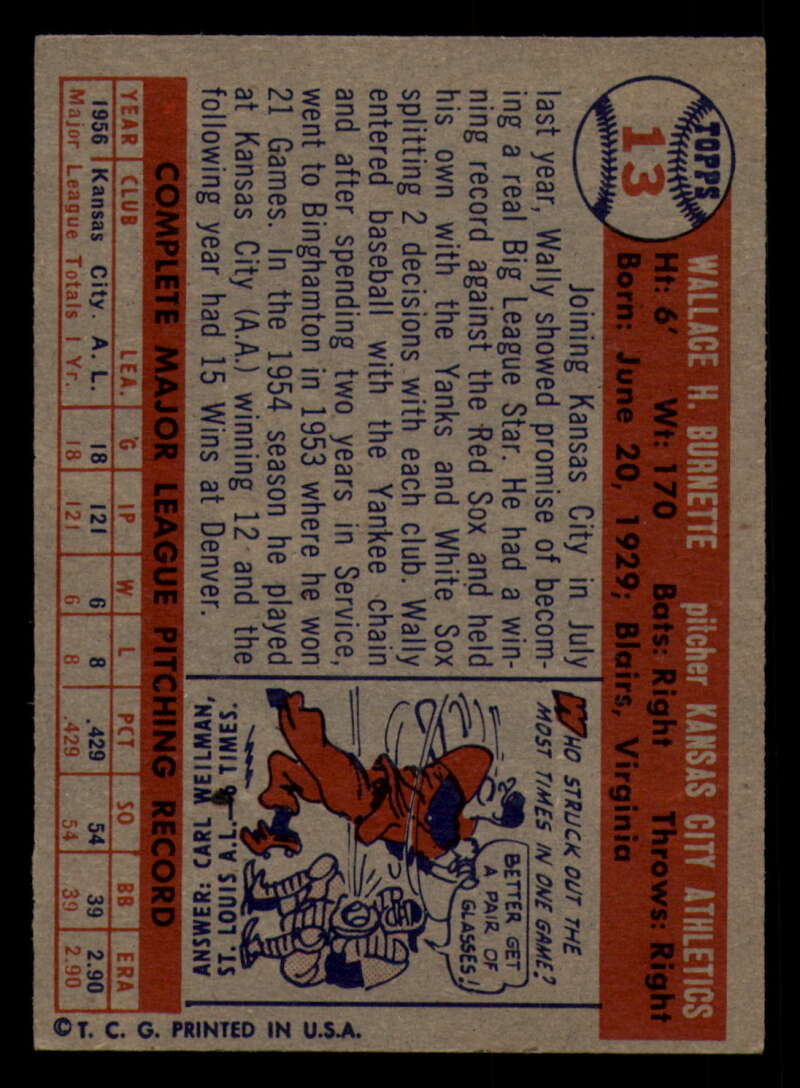 TOPPS
13
WALLACE H. BURNETTE pitcher KANSAS CITY ATHLETICS
Ht: 6' Wt: 170 Bats: Right Throws: Right
Born: June 20, 1929; Blairs, Virginia
Joining Kansas City in July
last year, Wally showed promise of becom-
ing a real Big League Star. He had a win-
ning record against the Red Sox and held
his own with the Yanks and White Sox
splitting 2 decisions with each club. Wally
entered baseball with the Yankee chain
and after spending two years in Service,
went to Binghamton in 1953 where he won
21 Games. In the 1954 season he played
at Kansas City (A.A.) winning 12 and the
following year had 15 Wins at Denver.
WHO STRUCK OUT THE
MOST TIMES IN ONE GAME?
BETTER GET
A PAIR OF
GLASSES!
ANSWER: CARL WEILMAN,
ST. LOUIS A.L.—6 TIMES.
COMPLETE MAJOR LEAGUE PITCHING RECORD
YEAR CLUB LEA. G IP W L PCT SO BB ERA
1956 Kansas City. A. L. 18 121 6 8 .429 54 39 2.90
Major League Totals 1 Yr. 18 121 6 8 .429 54 39 2.90
© T. C. G. PRINTED IN U.S.A.